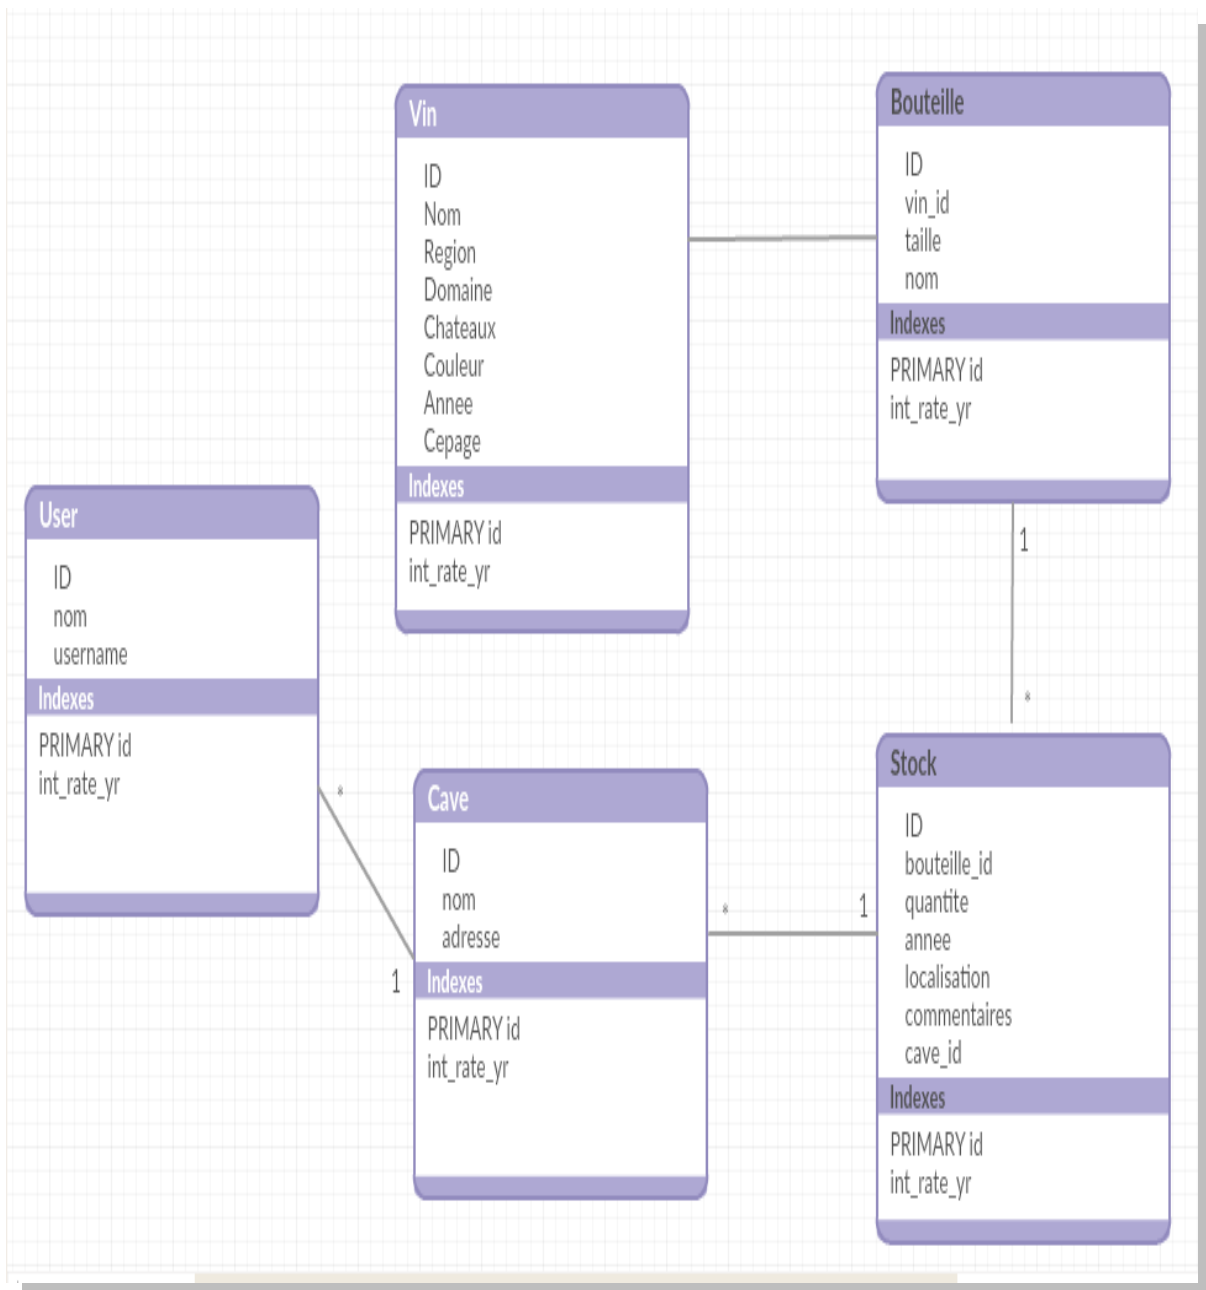 Vin
ID
Nom
Region
Domaine
Chateaux
Couleur
Annee
Cepage
Indexes
PRIMARY id
int_rate_yr
Bouteille
ID
vin_id
taille
nom
Indexes
PRIMARY id
int_rate_yr
1
*
User
ID
nom
username
Indexes
PRIMARY id
int_rate_yr
*
1
Cave
ID
nom
adresse
Indexes
PRIMARY id
int_rate_yr
*
1
Stock
ID
bouteille_id
quantite
annee
localisation
commentaires
cave_id
Indexes
PRIMARY id
int_rate_yr